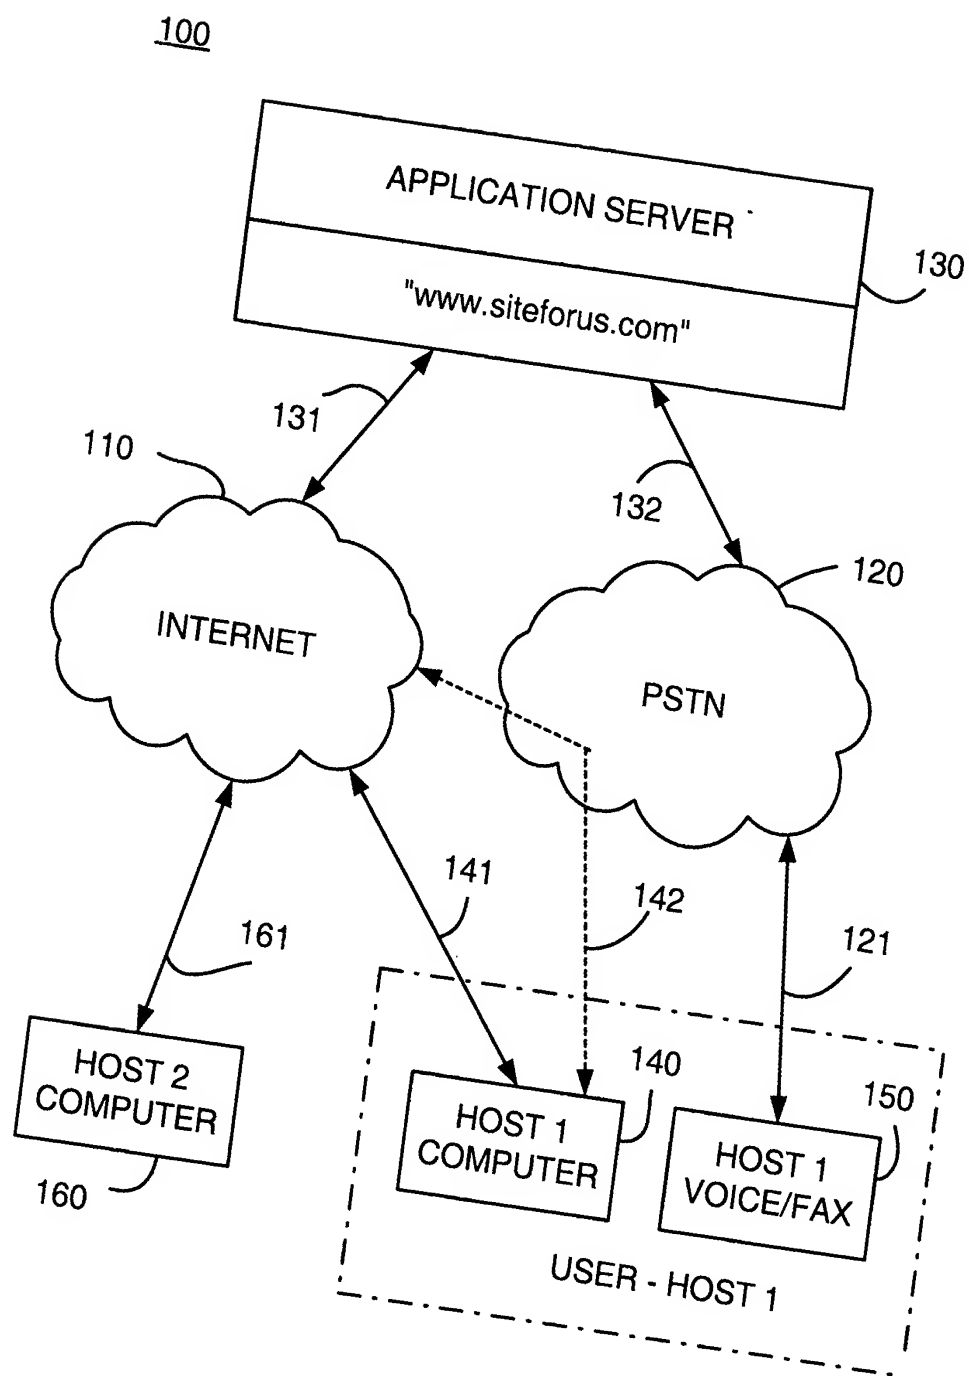 100
APPLICATION SERVER
130
"www.siteforus.com"
131
110
132
120
INTERNET
PSTN
141
142
161
121
HOST 2
COMPUTER
160
140
150
HOST 1
COMPUTER
HOST 1
VOICE/FAX
USER - HOST 1